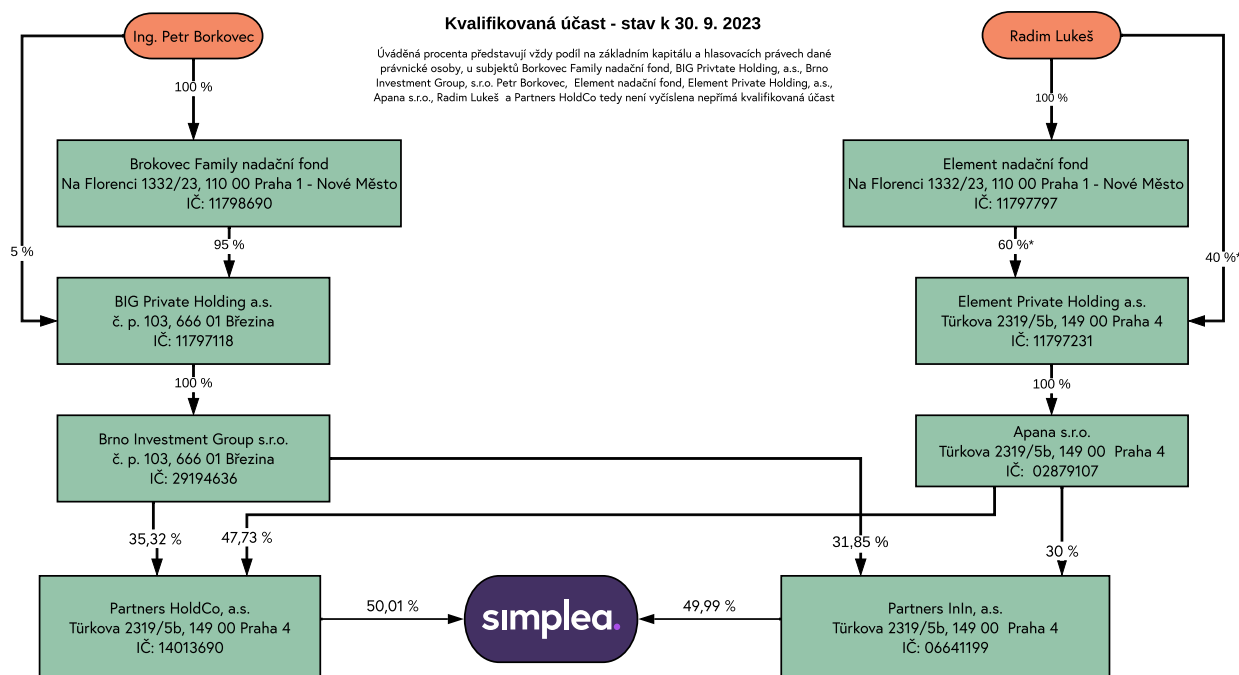 Kvalifikovaná účast - stav k 30. 9. 2023
Úváděná procenta představují vždy podíl na základním kapitálu a hlasovacích právech dané
právnické osoby, u subjektů Borkovec Family nadační fond, BIG Privtate Holding, a.s., Brno
Investment Group, s.r.o. Petr Borkovec, Element nadační fond, Element Private Holding, a.s.,
Apana s.r.o., Radim Lukeš a Partners HoldCo tedy není vyčíslena nepřímá kvalifikovaná účast
Ing. Petr Borkovec
Radim Lukeš
100 %
100 %
Brokovec Family nadační fond
Na Florenci 1332/23, 110 00 Praha 1 - Nové Město
IČ: 11798690
Element nadační fond
Na Florenci 1332/23, 110 00 Praha 1 - Nové Město
IČ: 11797797
5 %
95 %
60 %*
40 %*
BIG Private Holding a.s.
č. p. 103, 666 01 Březina
IČ: 11797118
Element Private Holding a.s.
Türkova 2319/5b, 149 00 Praha 4
IČ: 11797231
100 %
100 %
Brno Investment Group s.r.o.
č. p. 103, 666 01 Březina
IČ: 29194636
Apana s.r.o.
Türkova 2319/5b, 149 00 Praha 4
IČ: 02879107
35,32 %
47,73 %
31,85 %
30 %
Partners HoldCo, a.s.
Türkova 2319/5b, 149 00 Praha 4
IČ: 14013690
50,01 %
simplea.
49,99 %
Partners InIn, a.s.
Türkova 2319/5b, 149 00 Praha 4
IČ: 06641199